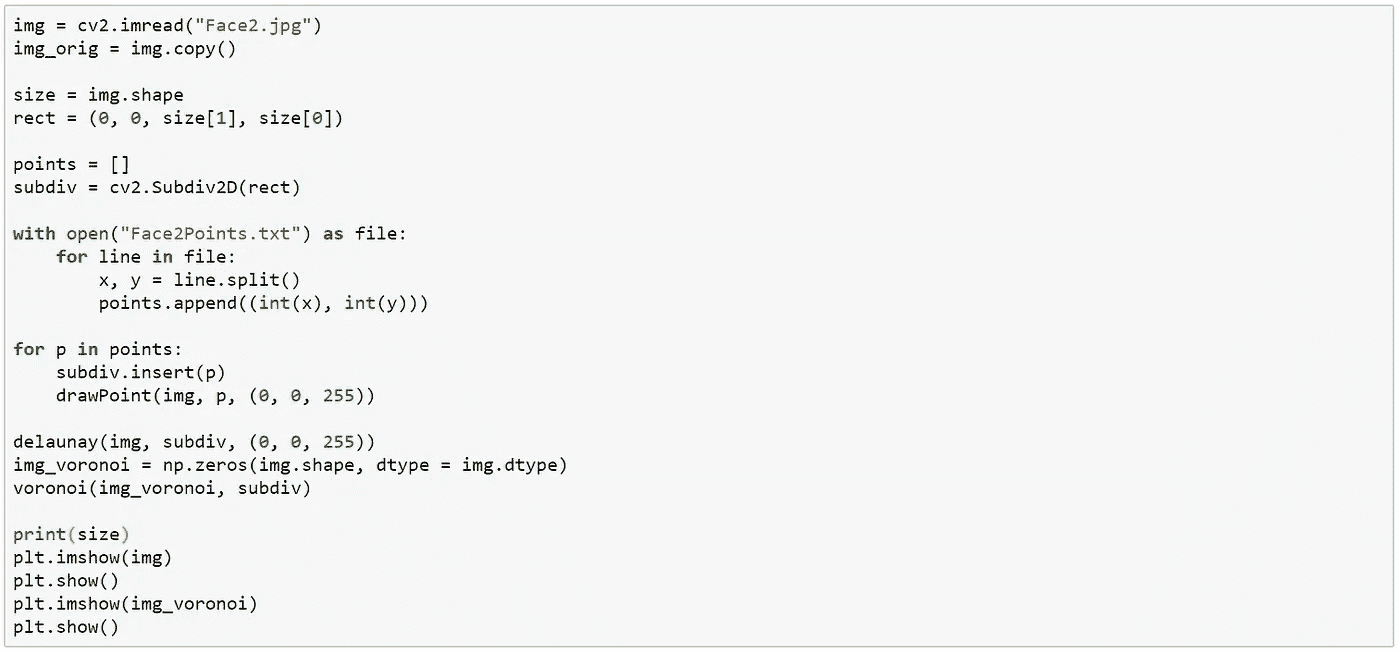 img = cv2.imread("Face2.jpg")
img_orig = img.copy()
size = img.shape
rect = (0, 0, size[1], size[0])
points = []
subdiv = cv2.Subdiv2D(rect)
with open("Face2Points.txt") as file:
    for line in file:
        x, y = line.split()
        points.append((int(x), int(y)))
for p in points:
    subdiv.insert(p)
    drawPoint(img, p, (0, 0, 255))
delaunay(img, subdiv, (0, 0, 255))
img_voronoi = np.zeros(img.shape, dtype = img.dtype)
voronoi(img_voronoi, subdiv)
print(size)
plt.imshow(img)
plt.show()
plt.imshow(img_voronoi)
plt.show()